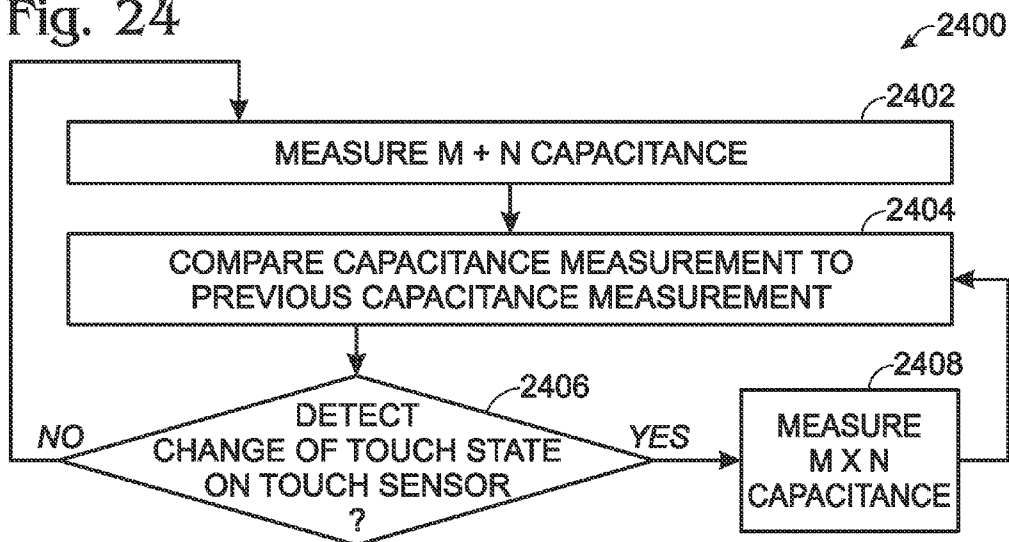 Fig. 24
2400
2402
MEASURE M + N CAPACITANCE
2404
COMPARE CAPACITANCE MEASUREMENT TO
PREVIOUS CAPACITANCE MEASUREMENT
2406
DETECT
CHANGE OF TOUCH STATE
ON TOUCH SENSOR
?
NO
YES
2408
MEASURE
M X N
CAPACITANCE